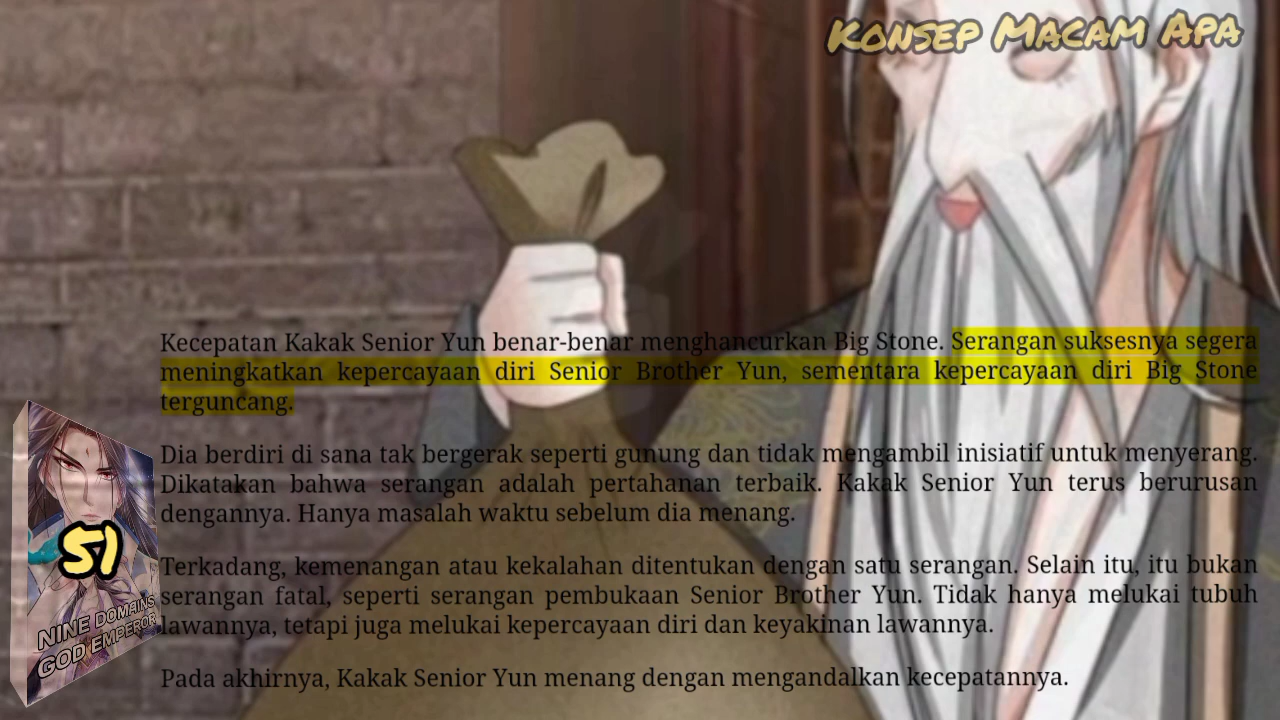 Konsep Macam Apa
Kecepatan Kakak Senior Yun benar-benar menghancurkan Big Stone. Serangan suksesnya segera
meningkatkan kepercayaan diri Senior Brother Yun, sementara kepercayaan diri Big Stone
terguncang.
Dia berdiri di sana tak bergerak seperti gunung dan tidak mengambil inisiatif untuk menyerang.
Dikatakan bahwa serangan adalah pertahanan terbaik. Kakak Senior Yun terus berurusan
dengannya. Hanya masalah waktu sebelum dia menang.
Terkadang, kemenangan atau kekalahan ditentukan dengan satu serangan. Selain itu, itu bukan
serangan fatal, seperti serangan pembukaan Senior Brother Yun. Tidak hanya melukai tubuh
lawannya, tetapi juga melukai kepercayaan diri dan keyakinan lawannya.
Pada akhirnya, Kakak Senior Yun menang dengan mengandalkan kecepatannya.
51
NINE DOMAINS
GOD EMPEROR